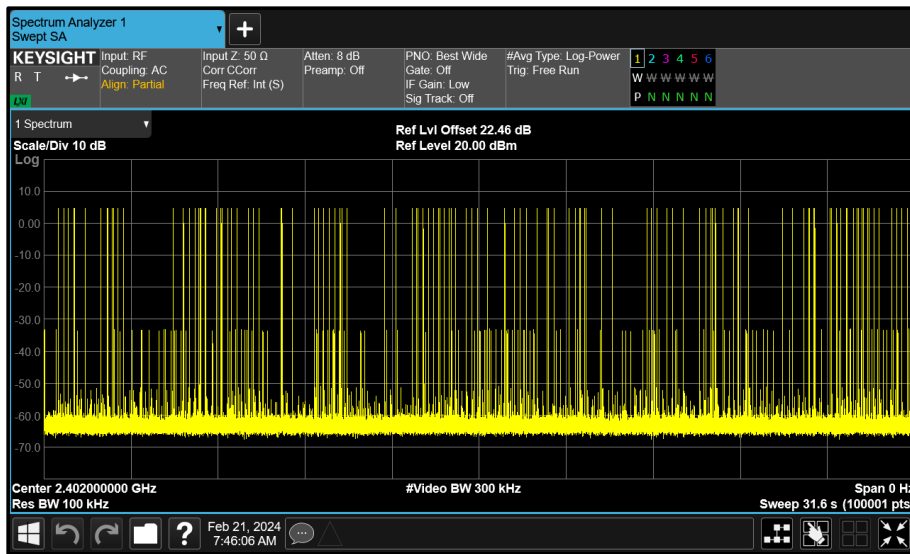 Spectrum Analyzer 1
Swept SA
+
KEYSIGHT
R T
LXI
Input: RF
Coupling: AC
Align: Partial
Input Z: 50 Ω
Corr CCorr
Freq Ref: Int (S)
Atten: 8 dB
Preamp: Off
PNO: Best Wide
Gate: Off
IF Gain: Low
Sig Track: Off
#Avg Type: Log-Power
Trig: Free Run
1 2 3 4 5 6
W W W W W W
P N N N N N
1 Spectrum
Scale/Div 10 dB
Log
Ref Lvl Offset 22.46 dB
Ref Level 20.00 dBm
10.0
0.00
-10.0
-20.0
-30.0
-40.0
-50.0
-60.0
-70.0
Center 2.402000000 GHz
Res BW 100 kHz
#Video BW 300 kHz
Span 0 Hz
Sweep 31.6 s (100001 pts
?
Feb 21, 2024
7:46:06 AM